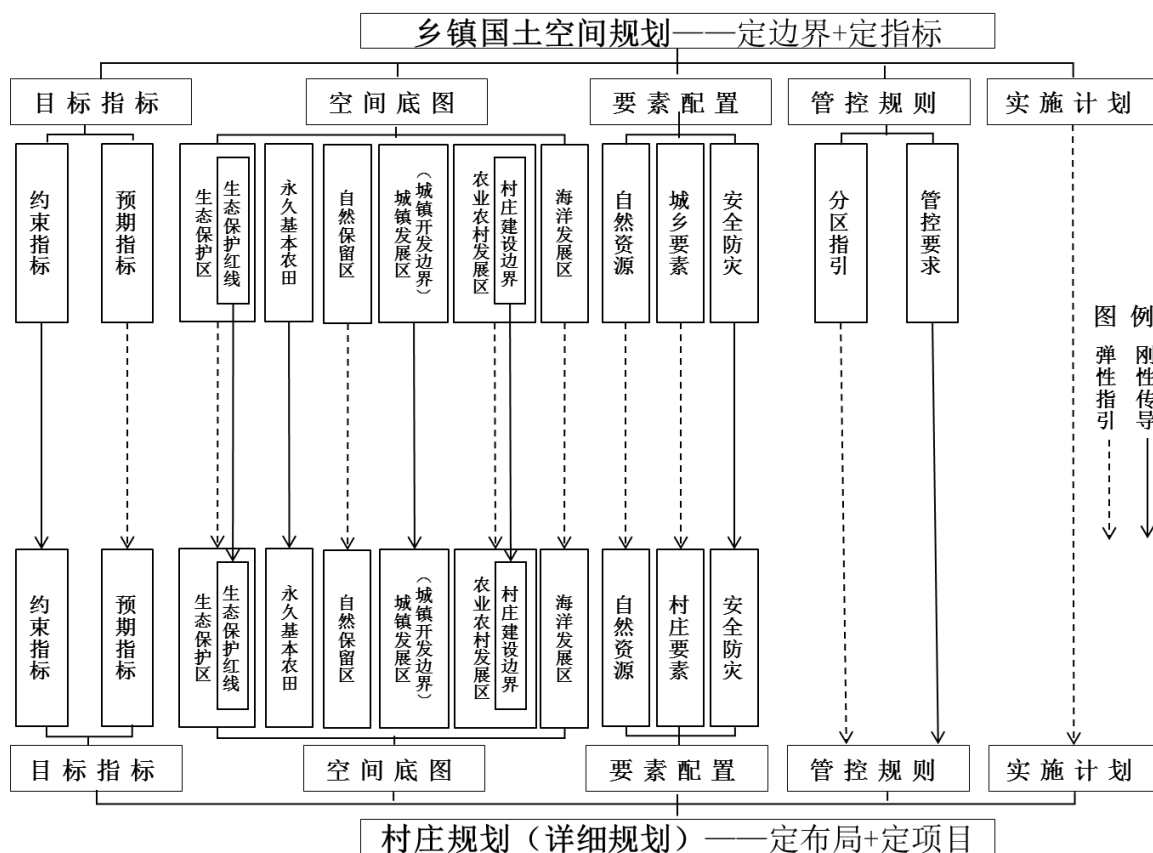 乡镇国土空间规划——定边界+定指标
目标指标
空间底图
要素配置
管控规则
实施计划
约束指标
预期指标
生态保护区
生态保护红线
永久基本农田
自然保留区
城镇发展区
（城镇开发边界）
农业农村发展区
村庄建设边界
海洋发展区
自然资源
城乡要素
安全防灾
分区指引
管控要求
图例
弹性指引
刚性传导
约束指标
预期指标
生态保护区
生态保护红线
永久基本农田
自然保留区
城镇发展区
（城镇开发边界）
农业农村发展区
村庄建设边界
海洋发展区
自然资源
村庄要素
安全防灾
目标指标
空间底图
要素配置
管控规则
实施计划
村庄规划（详细规划）——定布局+定项目